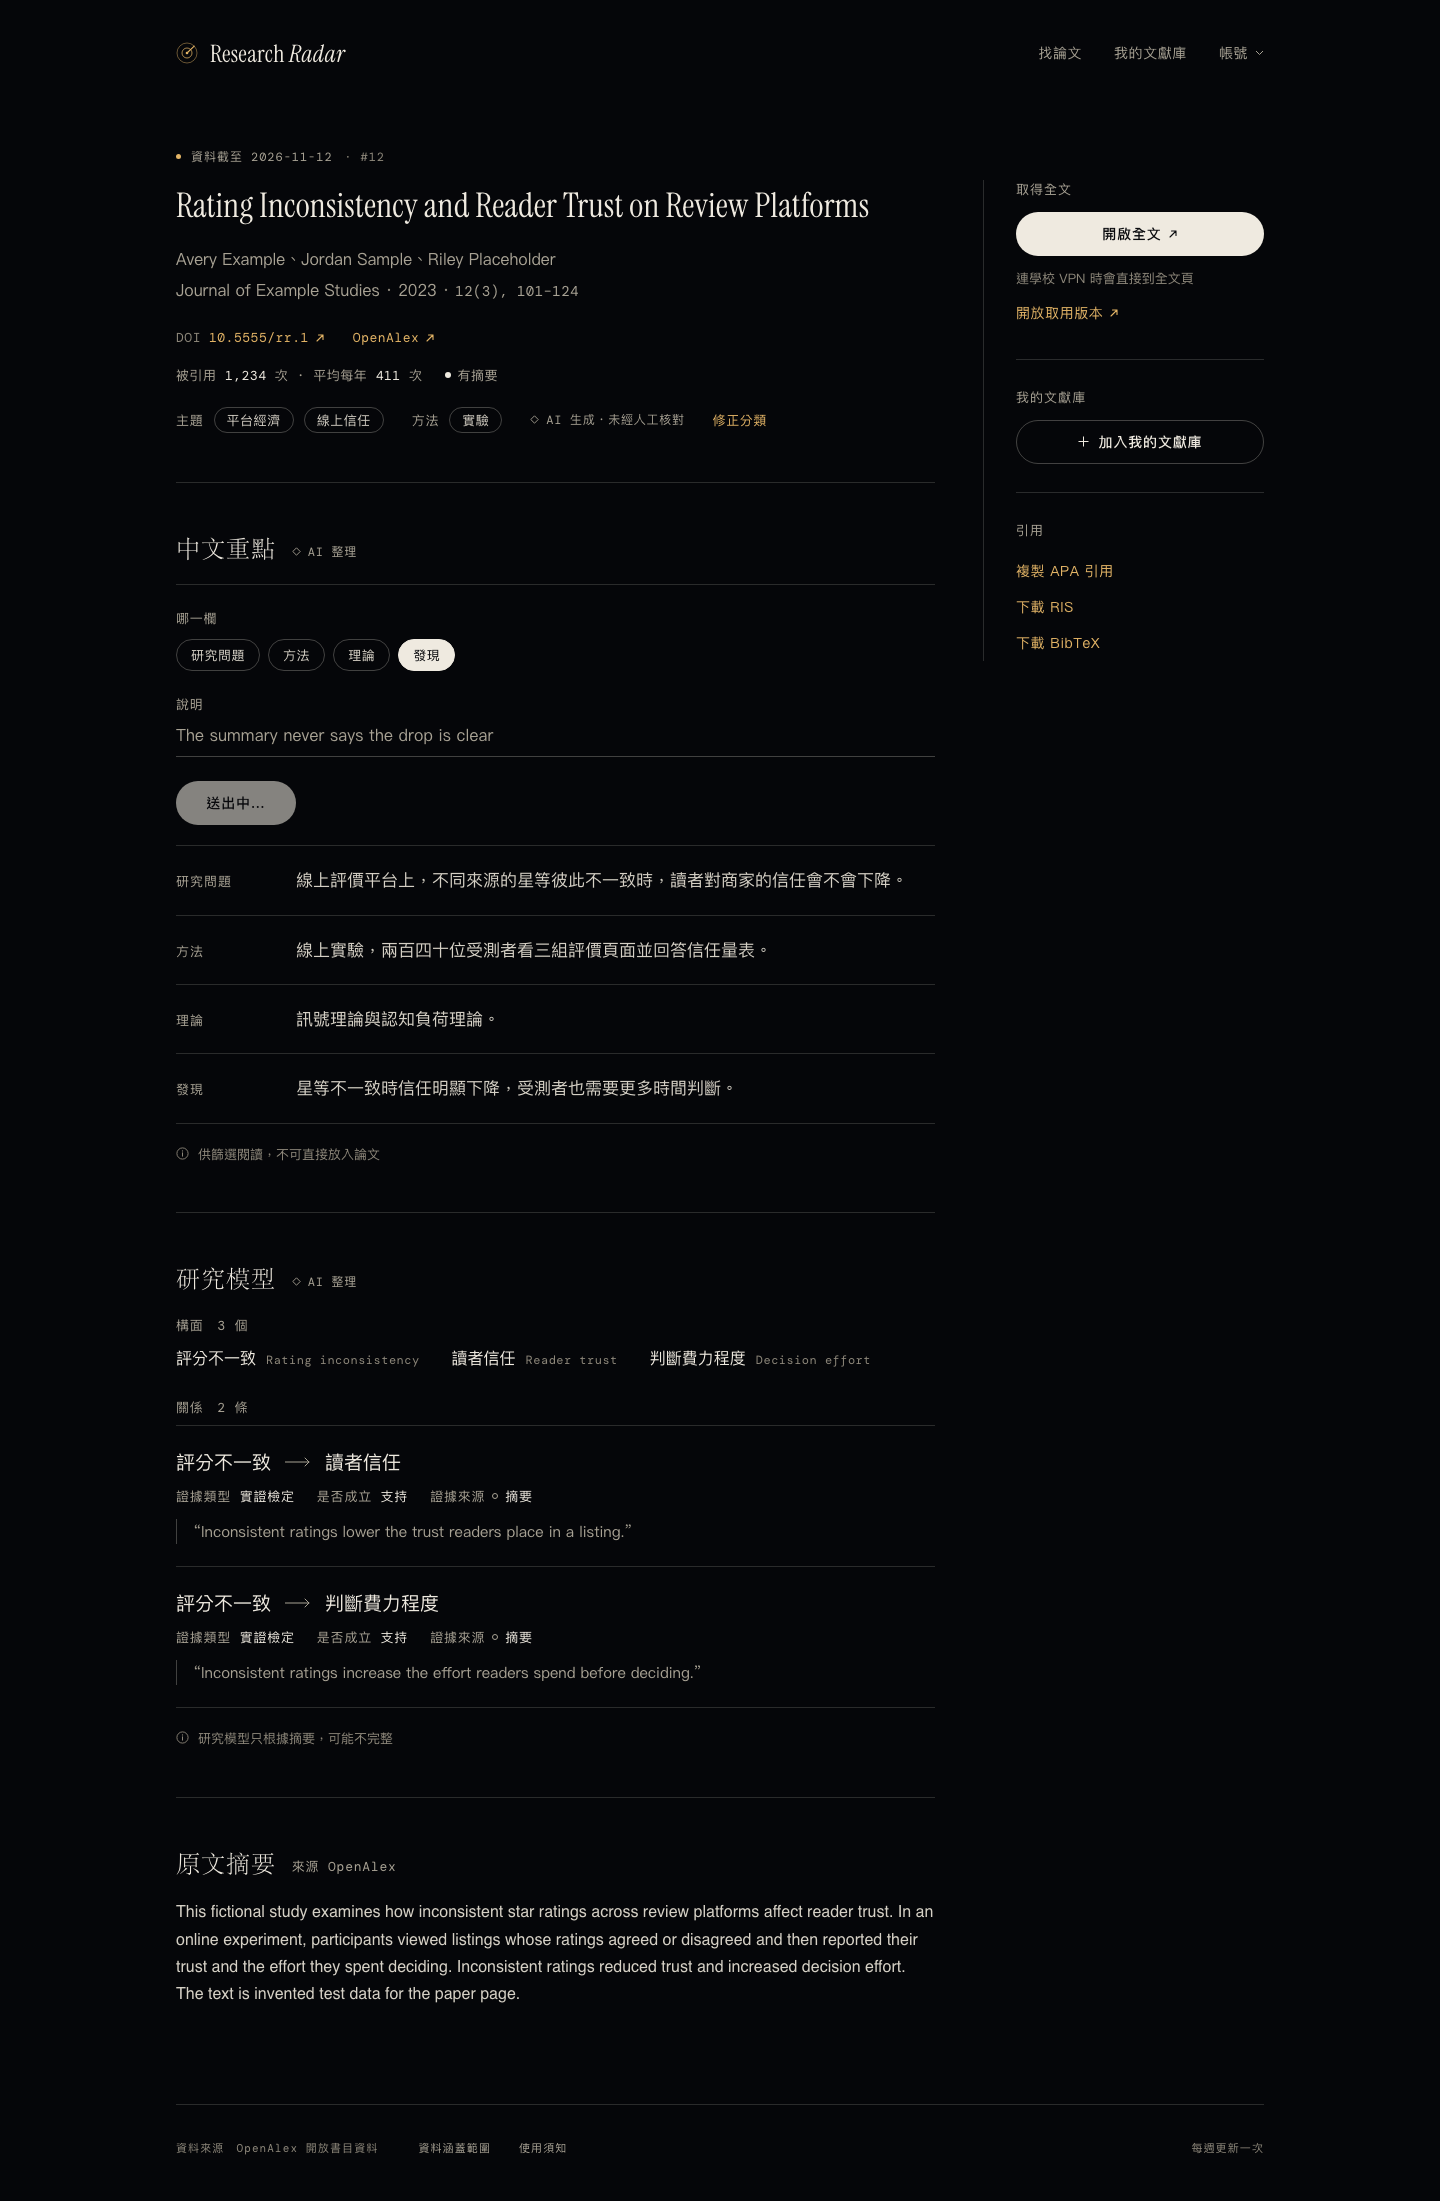 Research Radar
找論文 我的文獻庫 帳號
資料截至 2026-11-12 · #12
Rating Inconsistency and Reader Trust on Review Platforms
Avery Example、Jordan Sample、Riley Placeholder
Journal of Example Studies · 2023 · 12(3), 101-124
DOI 10.5555/rr.1 ↗ OpenAlex ↗
被引用 1,234 次 · 平均每年 411 次 有摘要
主題 平台經濟 線上信任 方法 實驗 ◇ AI 生成·未經人工核對 修正分類
取得全文
開啟全文 ↗
連學校 VPN 時會直接到全文頁
開放取用版本 ↗
我的文獻庫
+ 加入我的文獻庫
引用
複製 APA 引用
下載 RIS
下載 BibTeX
中文重點 ◇ AI 整理
哪一欄
研究問題 方法 理論 發現
說明
The summary never says the drop is clear
送出中…
研究問題 線上評價平台上，不同來源的星等彼此不一致時，讀者對商家的信任會不會下降。
方法 線上實驗，兩百四十位受測者看三組評價頁面並回答信任量表。
理論 訊號理論與認知負荷理論。
發現 星等不一致時信任明顯下降，受測者也需要更多時間判斷。
供篩選閱讀，不可直接放入論文
研究模型 ◇ AI 整理
構面 3 個
評分不一致 Rating inconsistency 讀者信任 Reader trust 判斷費力程度 Decision effort
關係 2 條
評分不一致 → 讀者信任
證據類型 實證檢定 是否成立 支持 證據來源 摘要
“Inconsistent ratings lower the trust readers place in a listing.”
評分不一致 → 判斷費力程度
證據類型 實證檢定 是否成立 支持 證據來源 摘要
“Inconsistent ratings increase the effort readers spend before deciding.”
研究模型只根據摘要，可能不完整
原文摘要 來源 OpenAlex
This fictional study examines how inconsistent star ratings across review platforms affect reader trust. In an
online experiment, participants viewed listings whose ratings agreed or disagreed and then reported their
trust and the effort they spent deciding. Inconsistent ratings reduced trust and increased decision effort.
The text is invented test data for the paper page.
資料來源 OpenAlex 開放書目資料 資料涵蓋範圍 使用須知 每週更新一次